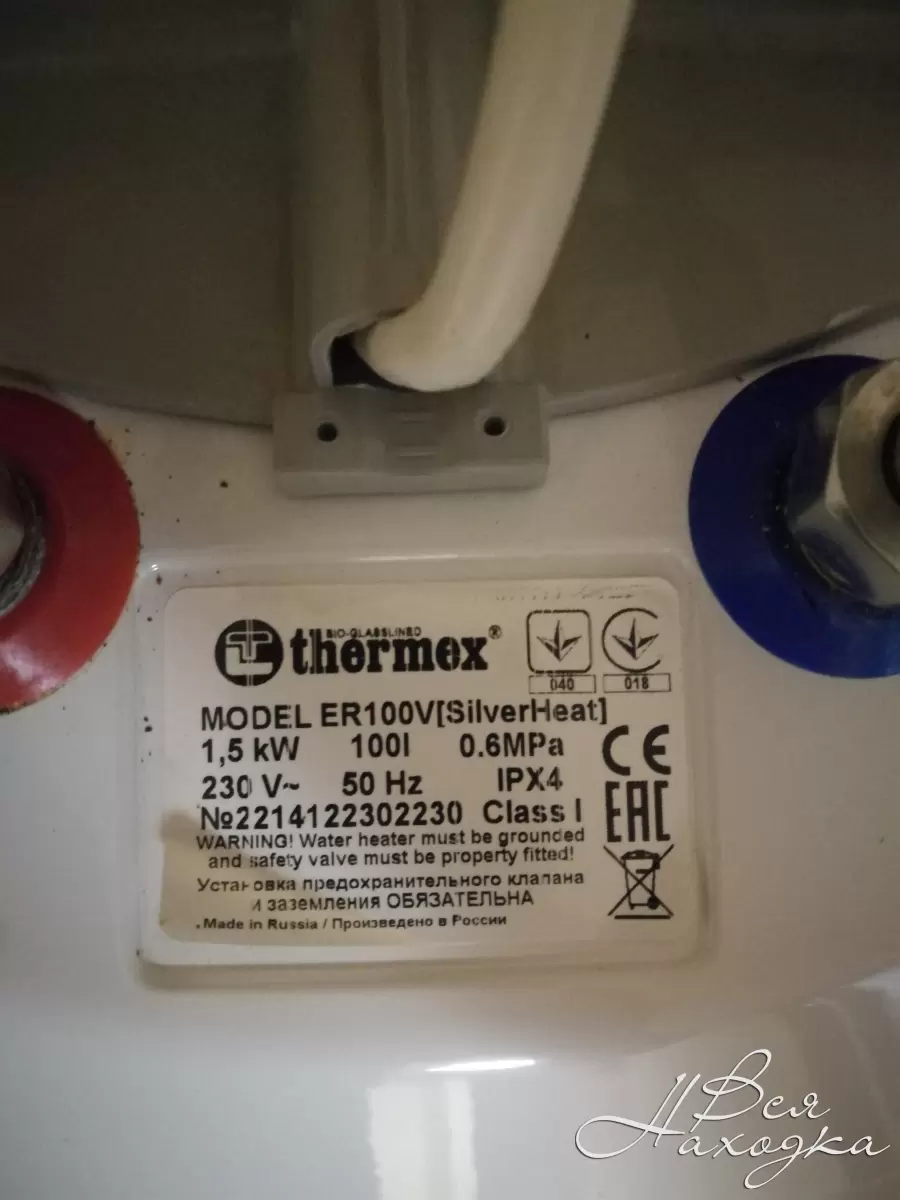 BIO-GLASSLINED
thermex®
040 018
MODEL ER100V[SilverHeat]
1,5 kW 100l 0.6MPa
230 V~ 50 Hz IPX4
№2214122302230 Class I
WARNING! Water heater must be grounded
and safety valve must be property fitted!
Установка предохранительного клапана
и заземления ОБЯЗАТЕЛЬНА
Made in Russia / Произведено в России
CE
EAC
Вся
Находка